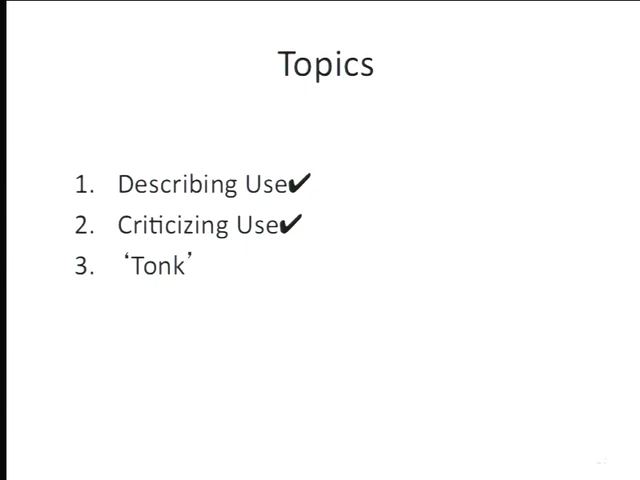 Topics
1. Describing Use✔
2. Criticizing Use✔
3. ‘Tonk’